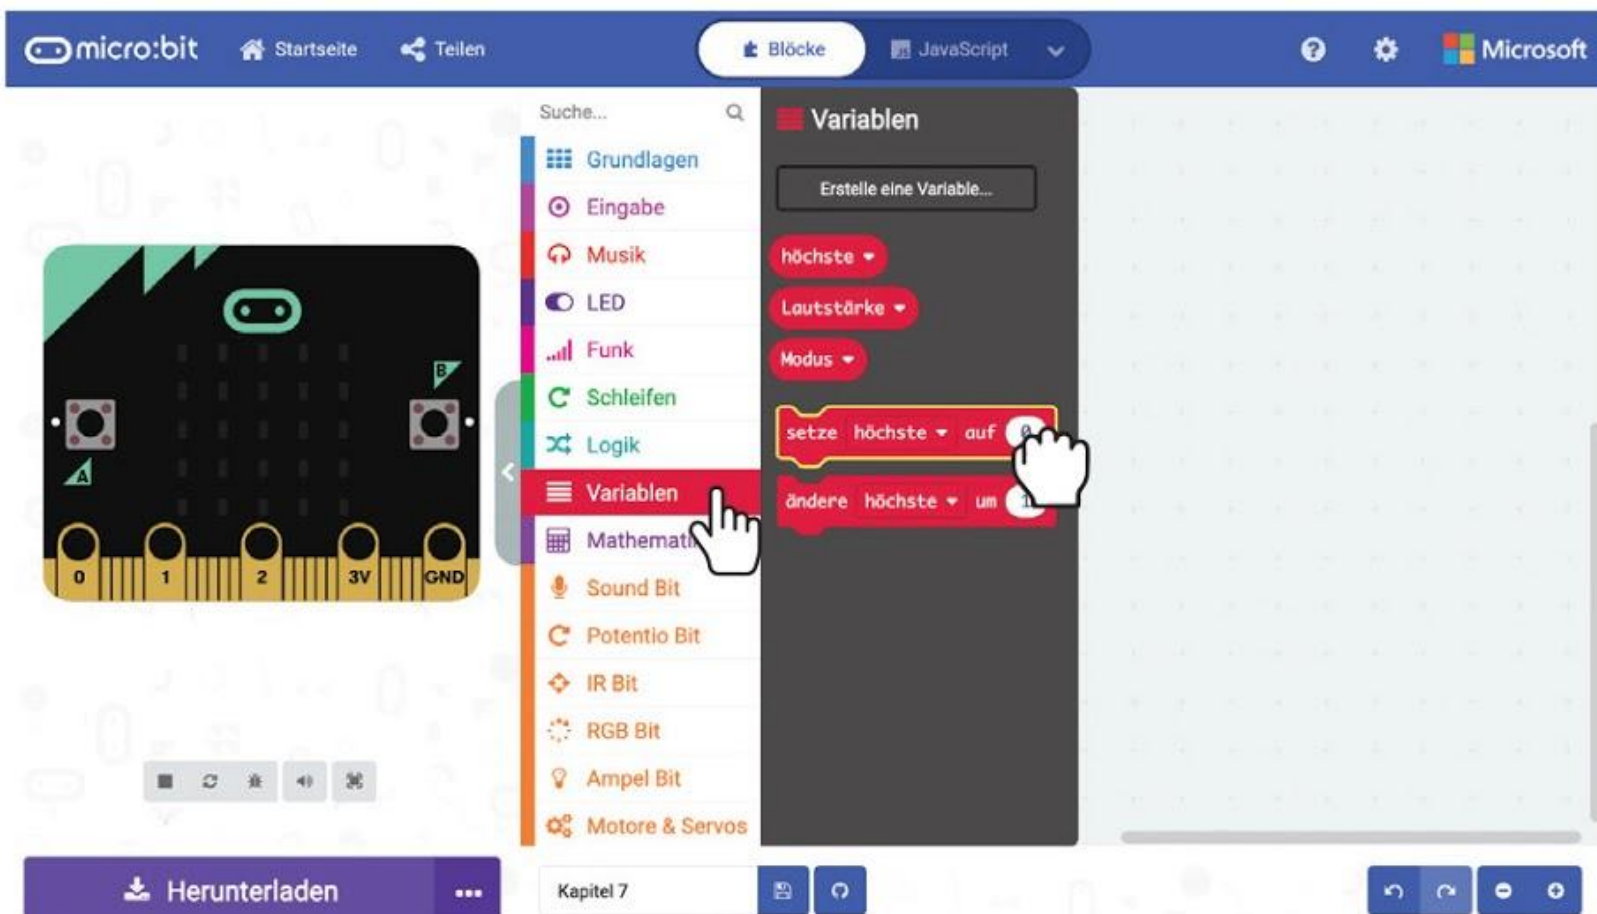 micro:bit Startseite Teilen Blöcke JavaScript Microsoft
Suche...
Grundlagen
Eingabe
Musik
LED
Funk
Schleifen
Logik
Variablen
Sound Bit
Potentio Bit
IR Bit
RGB Bit
Ampel Bit
Motore & Servos
Variablen
Erstelle eine Variable...
höchste
Lautstärke
Modus
setze höchste auf 0
ändere höchste um 1
B
A
0 1 2 3V GND
Herunterladen ...
Kapitel 7